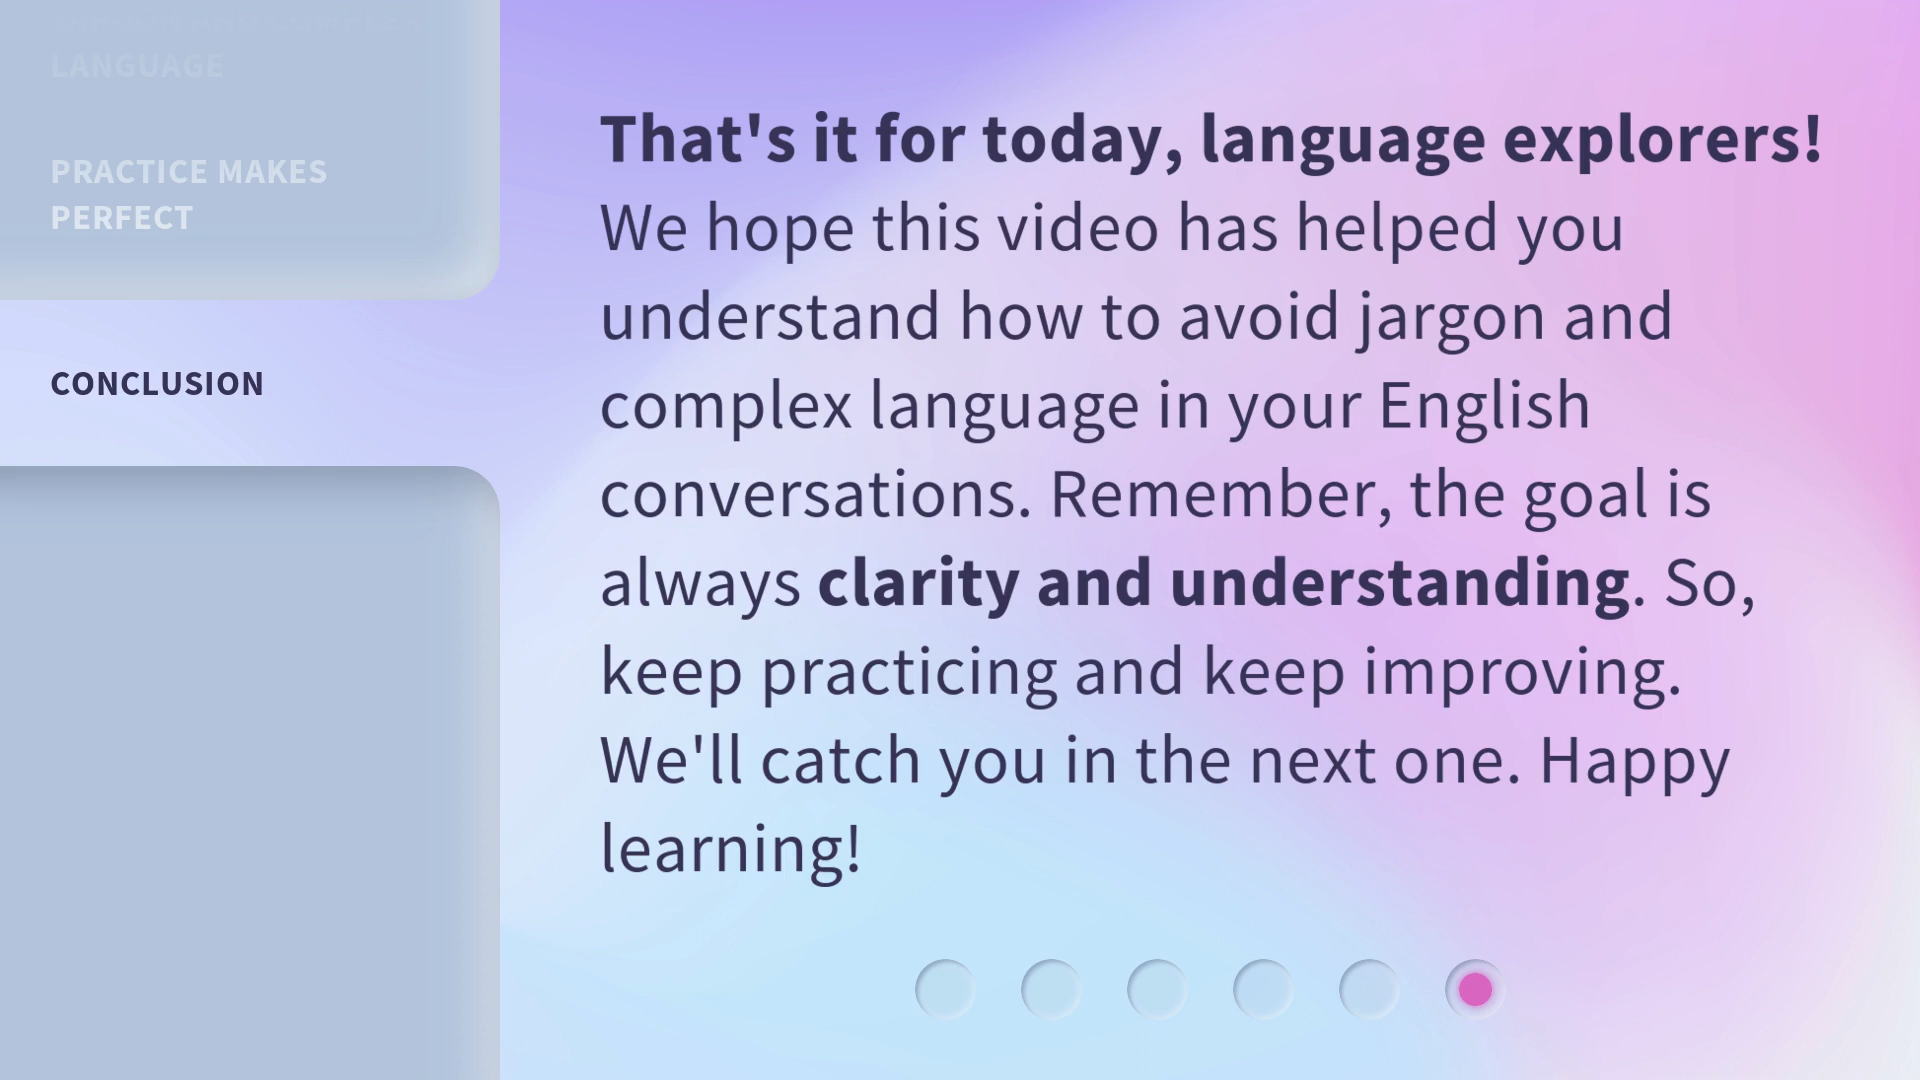 LANGUAGE
PRACTICE MAKES
PERFECT
CONCLUSION
That's it for today, language explorers!
We hope this video has helped you
understand how to avoid jargon and
complex language in your English
conversations. Remember, the goal is
always clarity and understanding. So,
keep practicing and keep improving.
We'll catch you in the next one. Happy
learning!